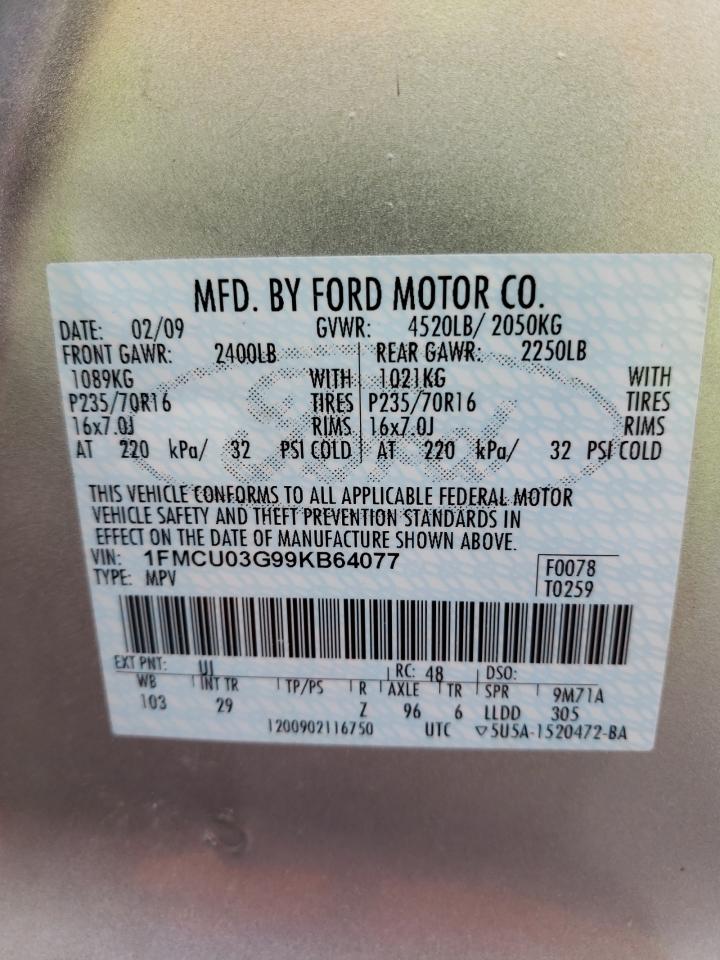 MFD. BY FORD MOTOR CO.
DATE: 02/09 GVWR: 4520LB/ 2050KG
FRONT GAWR: 2400LB REAR GAWR: 2250LB
1089KG WITH 1021KG WITH
P235/70R16 TIRES P235/70R16 TIRES
16x7.0J RIMS 16x7.0J RIMS
AT 220 kPa/ 32 PSI COLD AT 220 kPa/ 32 PSI COLD
Ford
THIS VEHICLE CONFORMS TO ALL APPLICABLE FEDERAL MOTOR
VEHICLE SAFETY AND THEFT PREVENTION STANDARDS IN
EFFECT ON THE DATE OF MANUFACTURE SHOWN ABOVE.
VIN: 1FMCU03G99KB64077 F0078
TYPE: MPV T0259
EXT PNT: UI RC: 48 DSO:
WB INT TR TP/PS R AXLE TR SPR 9M71A
103 29 Z 96 6 LLDD 305
1200902116750 UTC ▽5U5A-1520472-BA